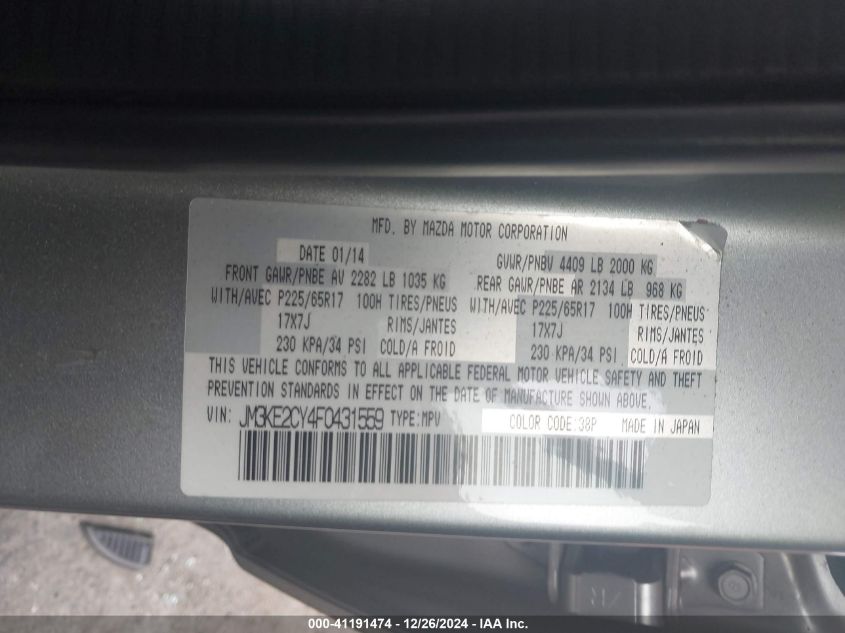 MFD. BY MAZDA MOTOR CORPORATION
DATE 01/14 GVWR/PNBV 4409 LB 2000 KG
FRONT GAWR/PNBE AV 2282 LB 1035 KG REAR GAWR/PNBE AR 2134 LB 968 KG
WITH/AVEC P225/65R17 100H TIRES/PNEUS WITH/AVEC P225/65R17 100H TIRES/PNEUS
17X7J RIMS/JANTES 17X7J RIMS/JANTES
230 KPA/34 PSI COLD/A FROID 230 KPA/34 PSI COLD/A FROID
THIS VEHICLE CONFORMS TO ALL APPLICABLE FEDERAL MOTOR VEHICLE SAFETY AND THEFT
PREVENTION STANDARDS IN EFFECT ON THE DATE OF MANUFACTURE SHOWN ABOVE.
VIN: JM3KE2CY4F0431559 TYPE:MPV COLOR CODE:38P MADE IN JAPAN
000-41191474 - 12/26/2024 - IAA Inc.